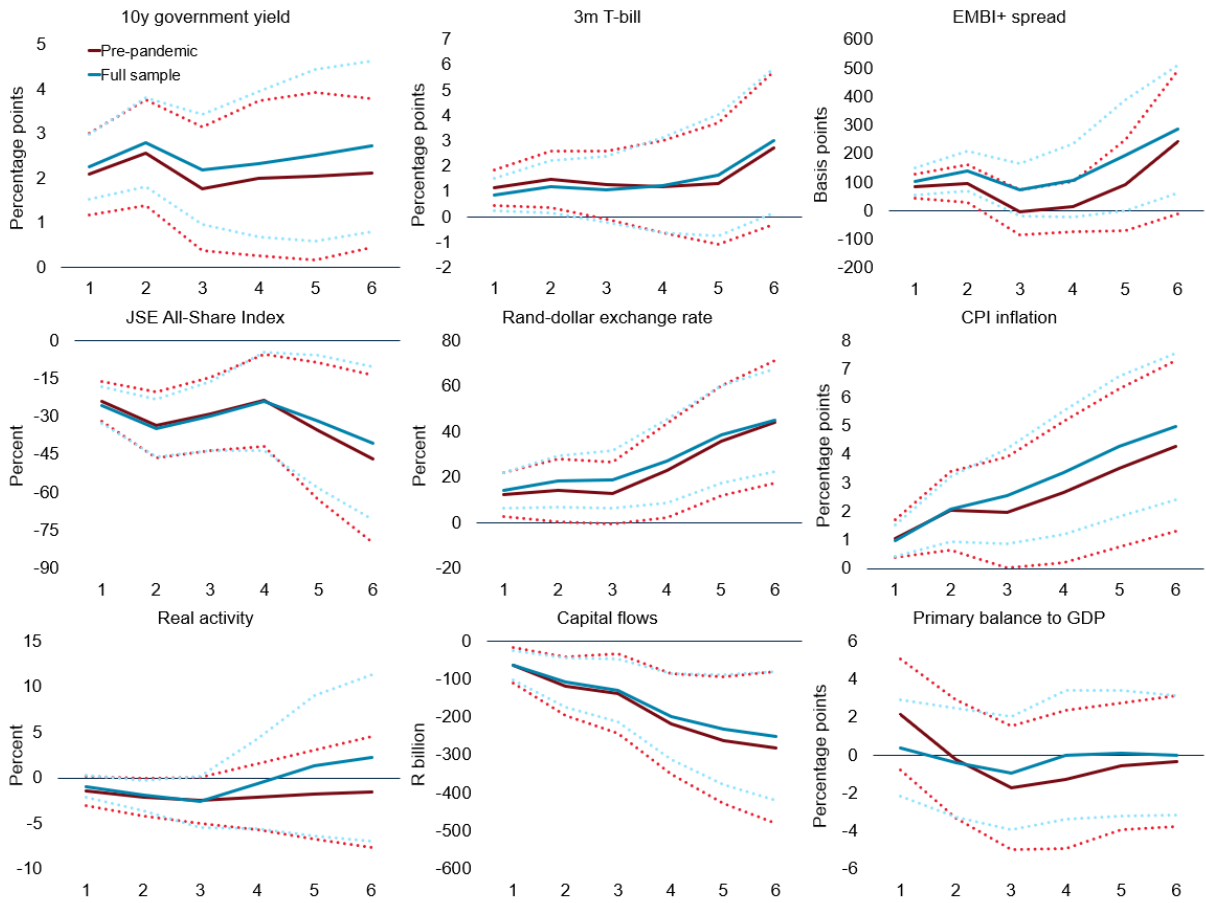 10y government yield
Percentage points
5
4
3
2
1
0
Pre-pandemic
Full sample
1 2 3 4 5 6
3m T-bill
Percentage points
7
6
5
4
3
2
1
0
-1
-2
1 2 3 4 5 6
EMBI+ spread
Basis points
600
500
400
300
200
100
0
-100
-200
1 2 3 4 5 6
JSE All-Share Index
Percent
0
-15
-30
-45
-60
-75
-90
1 2 3 4 5 6
Rand-dollar exchange rate
Percent
80
60
40
20
0
-20
1 2 3 4 5 6
CPI inflation
Percentage points
8
7
6
5
4
3
2
1
0
1 2 3 4 5 6
Real activity
Percent
15
10
5
0
-5
-10
1 2 3 4 5 6
Capital flows
R billion
0
-100
-200
-300
-400
-500
-600
1 2 3 4 5 6
Primary balance to GDP
Percentage points
6
4
2
0
-2
-4
-6
1 2 3 4 5 6